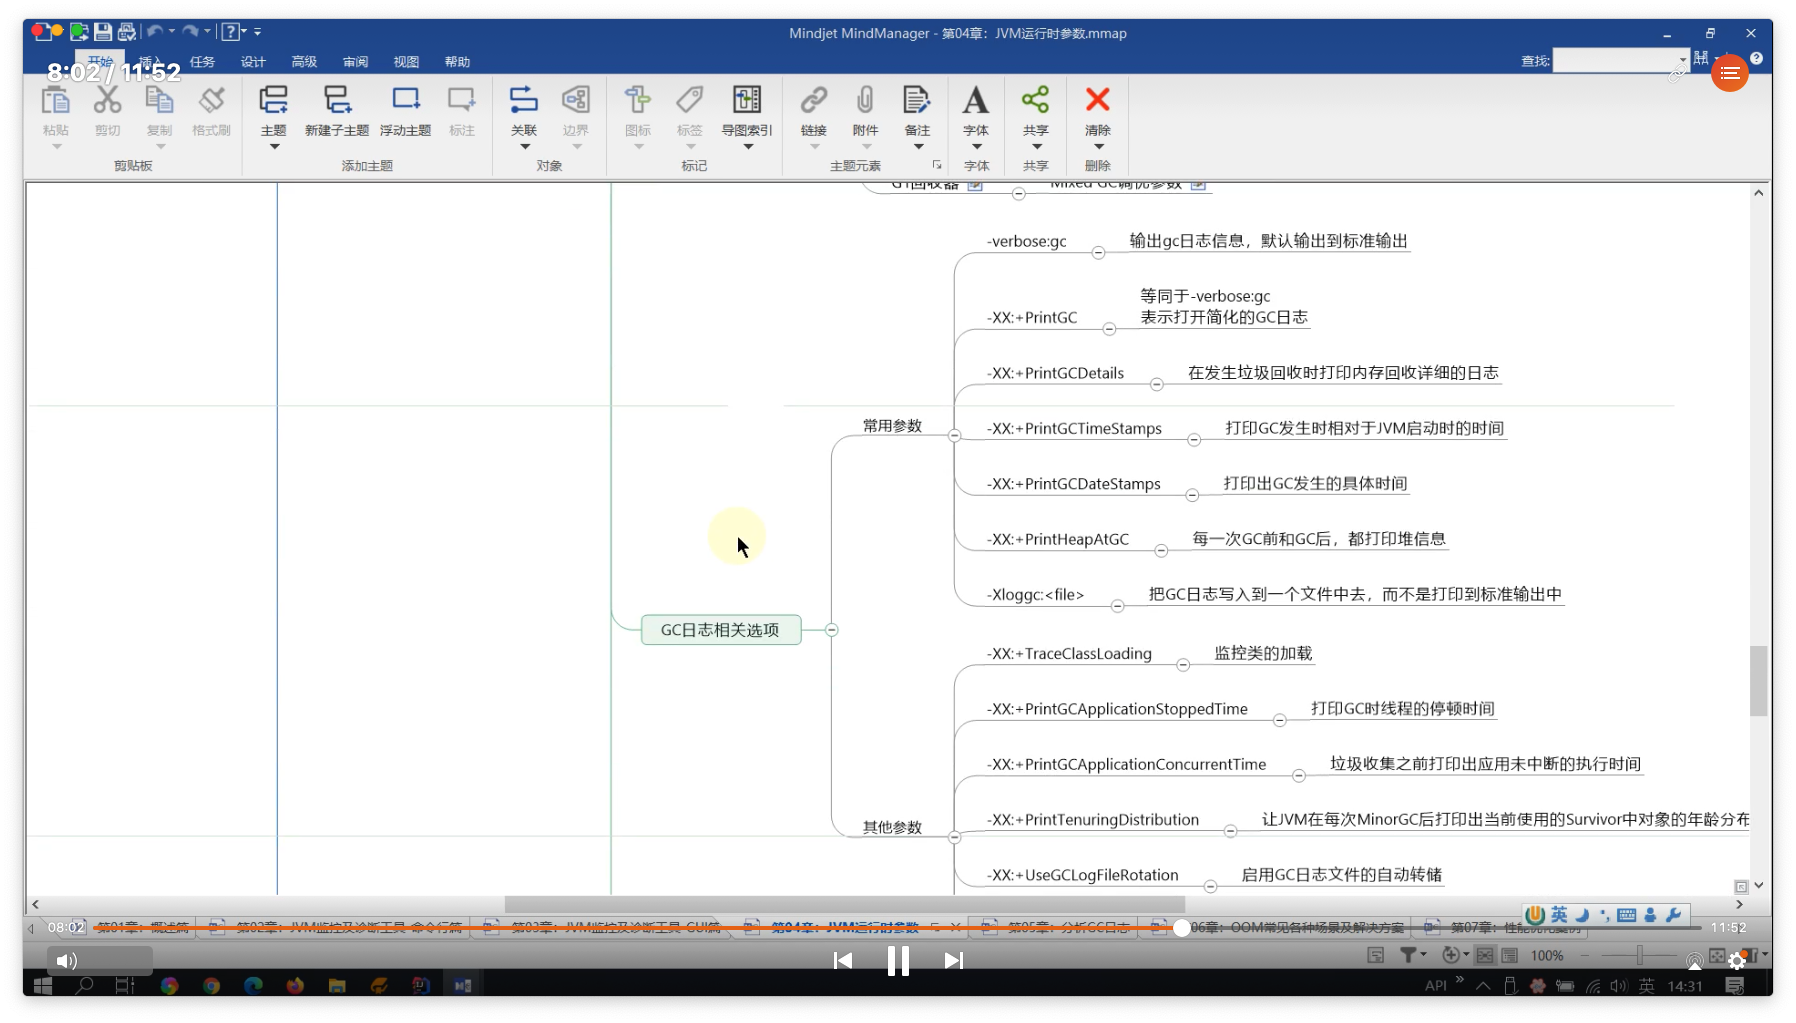 Mindjet MindManager - 第04章：JVM运行时参数.mmap
开始 插入 任务 设计 高级 审阅 视图 帮助
查找:
8:02 / 11:52
粘贴 剪切 复制 格式刷 主题 新建子主题 浮动主题 标注 关联 边界 图标 标签 导图索引 链接 附件 备注 字体 共享 清除
剪贴板 添加主题 对象 标记 主题元素 字体 共享 删除
G1回收器 Mixed GC调优参数
-verbose:gc 输出gc日志信息，默认输出到标准输出
等同于-verbose:gc
-XX:+PrintGC 表示打开简化的GC日志
-XX:+PrintGCDetails 在发生垃圾回收时打印内存回收详细的日志
常用参数
-XX:+PrintGCTimeStamps 打印GC发生时相对于JVM启动时的时间
-XX:+PrintGCDateStamps 打印出GC发生的具体时间
-XX:+PrintHeapAtGC 每一次GC前和GC后，都打印堆信息
-Xloggc:<file> 把GC日志写入到一个文件中去，而不是打印到标准输出中
GC日志相关选项
-XX:+TraceClassLoading 监控类的加载
-XX:+PrintGCApplicationStoppedTime 打印GC时线程的停顿时间
-XX:+PrintGCApplicationConcurrentTime 垃圾收集之前打印出应用未中断的执行时间
其他参数
-XX:+PrintTenuringDistribution 让JVM在每次MinorGC后打印出当前使用的Survivor中对象的年龄分布
-XX:+UseGCLogFileRotation 启用GC日志文件的自动转储
英
08:02 第01章：概述篇 第02章：JVM监控及诊断工具-命令行篇 第03章：JVM监控及诊断工具-GUI篇 第04章：JVM运行时参数 第05章：分析GC日志 06章：OOM常见各种场景及解决方案 第07章：性能优化案例 11:52
100%
API 英 14:31